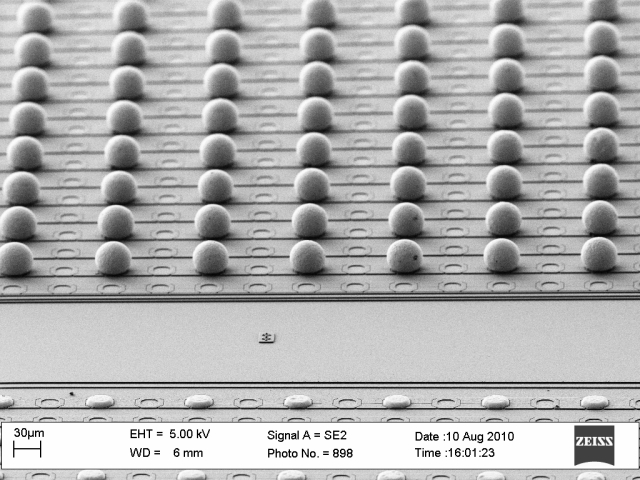 30µm
EHT = 5.00 kV
Signal A = SE2
Date :10 Aug 2010
ZEISS
WD = 6 mm
Photo No. = 898
Time :16:01:23